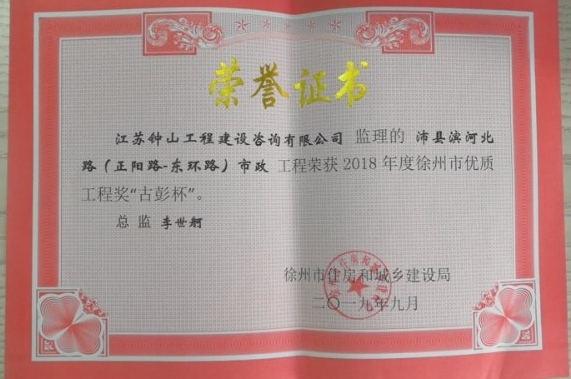 荣誉证书
江苏钟山工程建设咨询有限公司 监理的 沛县滨河北
路（正阳路-东环路）市政 工程荣获2018年度徐州市优质
工程奖“古彭杯”。
总监 李世舸
徐州市住房和城乡建设局
二〇一九年九月